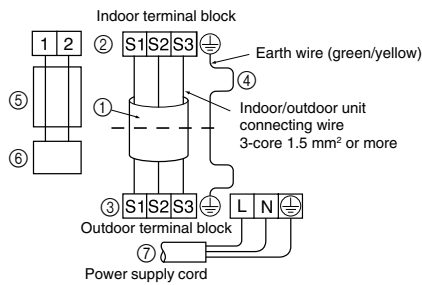 Indoor terminal block
1 2
② S1 S2 S3
Earth wire (green/yellow)
④
⑤
①
Indoor/outdoor unit
connecting wire
3-core 1.5 mm² or more
⑥
③ S1 S2 S3
L N
Outdoor terminal block
⑦
Power supply cord